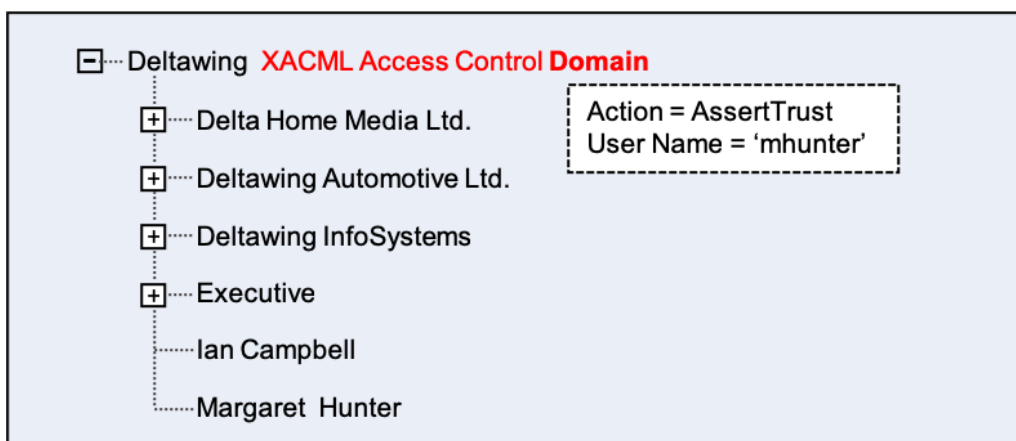 Deltawing XACML Access Control Domain
Action = AssertTrust
User Name = ‘mhunter’
Delta Home Media Ltd.
Deltawing Automotive Ltd.
Deltawing InfoSystems
Executive
Ian Campbell
Margaret Hunter